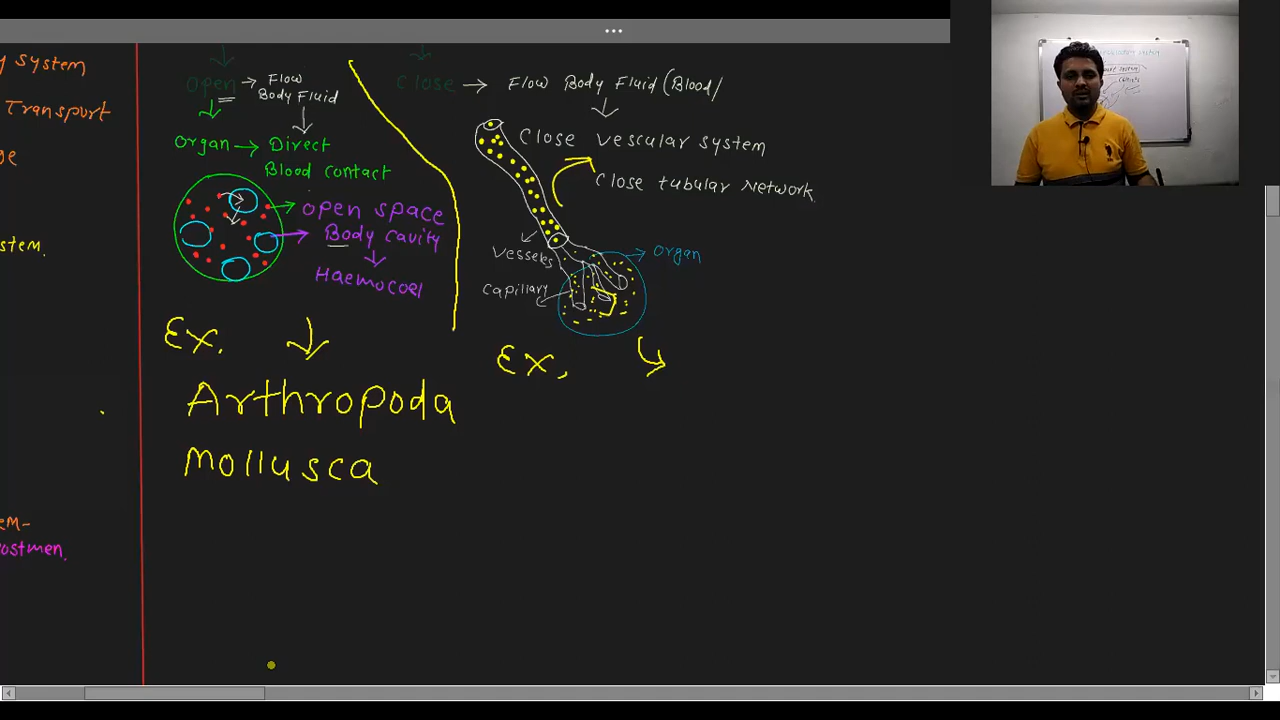 y system
Transport
ge
stem.
em-
ostmen.
Open → Flow
Body Fluid
Organ → Direct
Blood contact
open space
Body cavity
Haemocoel
Ex.
Arthropoda
Mollusca
Close → Flow Body Fluid (Blood/
Close vescular system
Close tubular Network
Vessels
Organ
Capillary
Ex.